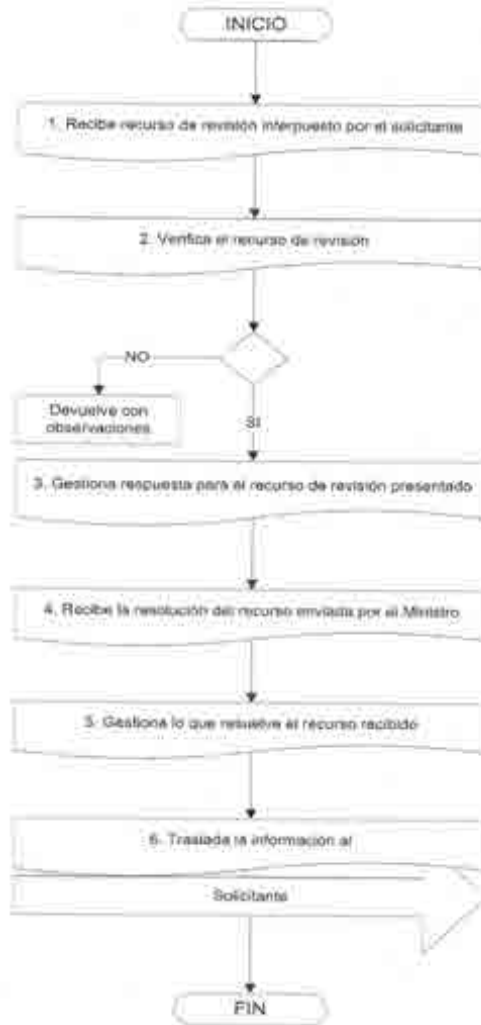 INICIO
1. Recibe recurso de revisión interpuesto por el solicitante
2. Verifica el recurso de revisión
NO
Devuelve con
observaciones
SI
3. Gestiona respuesta para el recurso de revisión presentado
4. Recibe la resolución del recurso enviada por el Ministro
5. Gestiona lo que resuelve el recurso recibido
6. Traslada la información al
Solicitante
FIN